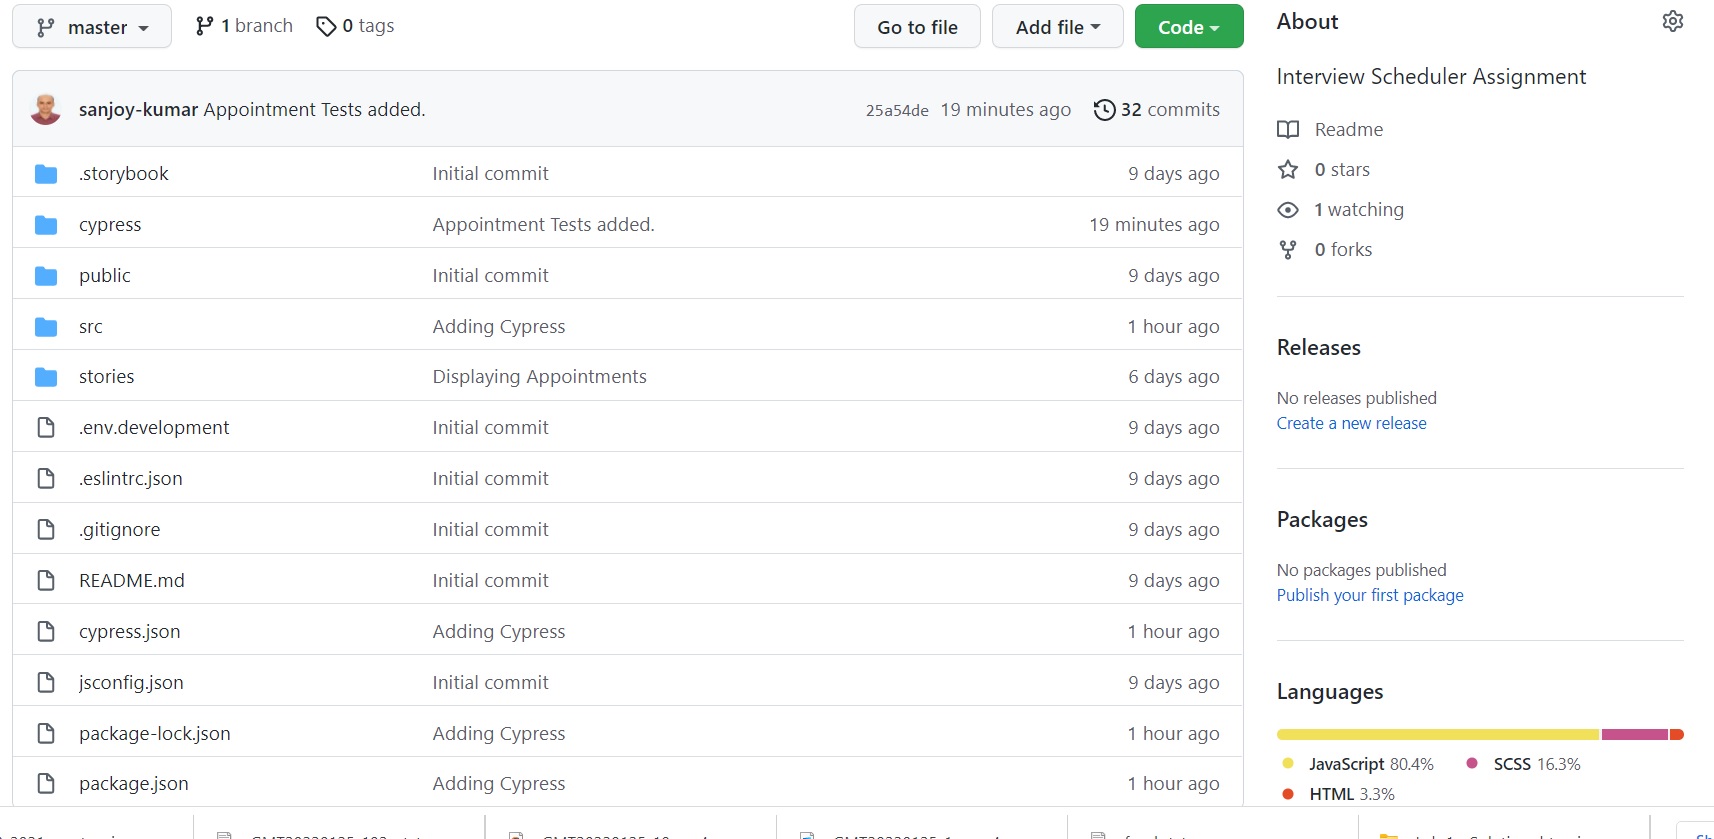 master 1 branch 0 tags Go to file Add file Code
sanjoy-kumar Appointment Tests added. 25a54de 19 minutes ago 32 commits
.storybook Initial commit 9 days ago
cypress Appointment Tests added. 19 minutes ago
public Initial commit 9 days ago
src Adding Cypress 1 hour ago
stories Displaying Appointments 6 days ago
.env.development Initial commit 9 days ago
.eslintrc.json Initial commit 9 days ago
.gitignore Initial commit 9 days ago
README.md Initial commit 9 days ago
cypress.json Adding Cypress 1 hour ago
jsconfig.json Initial commit 9 days ago
package-lock.json Adding Cypress 1 hour ago
package.json Adding Cypress 1 hour ago
About
Interview Scheduler Assignment
Readme
0 stars
1 watching
0 forks
Releases
No releases published
Create a new release
Packages
No packages published
Publish your first package
Languages
JavaScript 80.4% SCSS 16.3%
HTML 3.3%